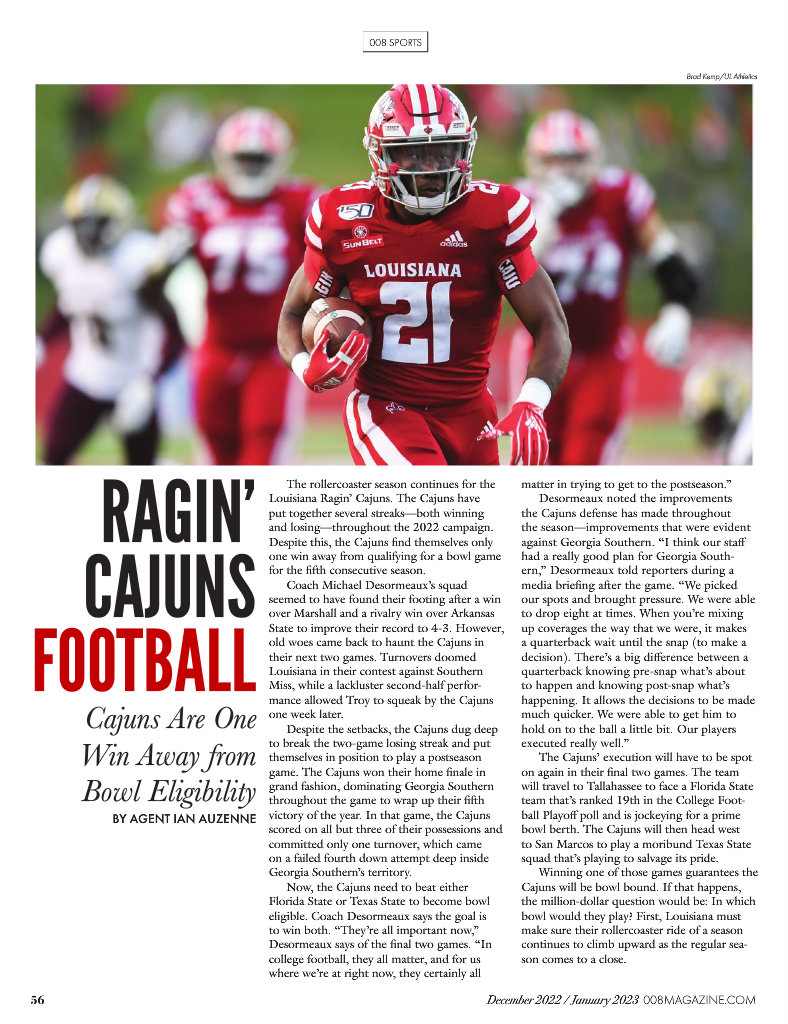 008 SPORTS
Brad Kemp/UL Athletics
21
150
SUN BELT
adidas
LOUISIANA
21
GIN
CAJU
75
74
RAGIN’
CAJUNS
FOOTBALL
Cajuns Are One
Win Away from
Bowl Eligibility
BY AGENT IAN AUZENNE
The rollercoaster season continues for the
Louisiana Ragin’ Cajuns. The Cajuns have
put together several streaks—both winning
and losing—throughout the 2022 campaign.
Despite this, the Cajuns find themselves only
one win away from qualifying for a bowl game
for the fifth consecutive season.
Coach Michael Desormeaux’s squad
seemed to have found their footing after a win
over Marshall and a rivalry win over Arkansas
State to improve their record to 4-3. However,
old woes came back to haunt the Cajuns in
their next two games. Turnovers doomed
Louisiana in their contest against Southern
Miss, while a lackluster second-half perfor-
mance allowed Troy to squeak by the Cajuns
one week later.
Despite the setbacks, the Cajuns dug deep
to break the two-game losing streak and put
themselves in position to play a postseason
game. The Cajuns won their home finale in
grand fashion, dominating Georgia Southern
throughout the game to wrap up their fifth
victory of the year. In that game, the Cajuns
scored on all but three of their possessions and
committed only one turnover, which came
on a failed fourth down attempt deep inside
Georgia Southern’s territory.
Now, the Cajuns need to beat either
Florida State or Texas State to become bowl
eligible. Coach Desormeaux says the goal is
to win both. “They’re all important now,”
Desormeaux says of the final two games. “In
college football, they all matter, and for us
where we’re at right now, they certainly all
matter in trying to get to the postseason.”
Desormeaux noted the improvements
the Cajuns defense has made throughout
the season—improvements that were evident
against Georgia Southern. “I think our staff
had a really good plan for Georgia South-
ern,” Desormeaux told reporters during a
media briefing after the game. “We picked
our spots and brought pressure. We were able
to drop eight at times. When you’re mixing
up coverages the way that we were, it makes
a quarterback wait until the snap (to make a
decision). There’s a big difference between a
quarterback knowing pre-snap what’s about
to happen and knowing post-snap what’s
happening. It allows the decisions to be made
much quicker. We were able to get him to
hold on to the ball a little bit. Our players
executed really well.”
The Cajuns’ execution will have to be spot
on again in their final two games. The team
will travel to Tallahassee to face a Florida State
team that’s ranked 19th in the College Foot-
ball Playoff poll and is jockeying for a prime
bowl berth. The Cajuns will then head west
to San Marcos to play a moribund Texas State
squad that’s playing to salvage its pride.
Winning one of those games guarantees the
Cajuns will be bowl bound. If that happens,
the million-dollar question would be: In which
bowl would they play? First, Louisiana must
make sure their rollercoaster ride of a season
continues to climb upward as the regular sea-
son comes to a close.
56
December 2022 / January 2023 008MAGAZINE.COM